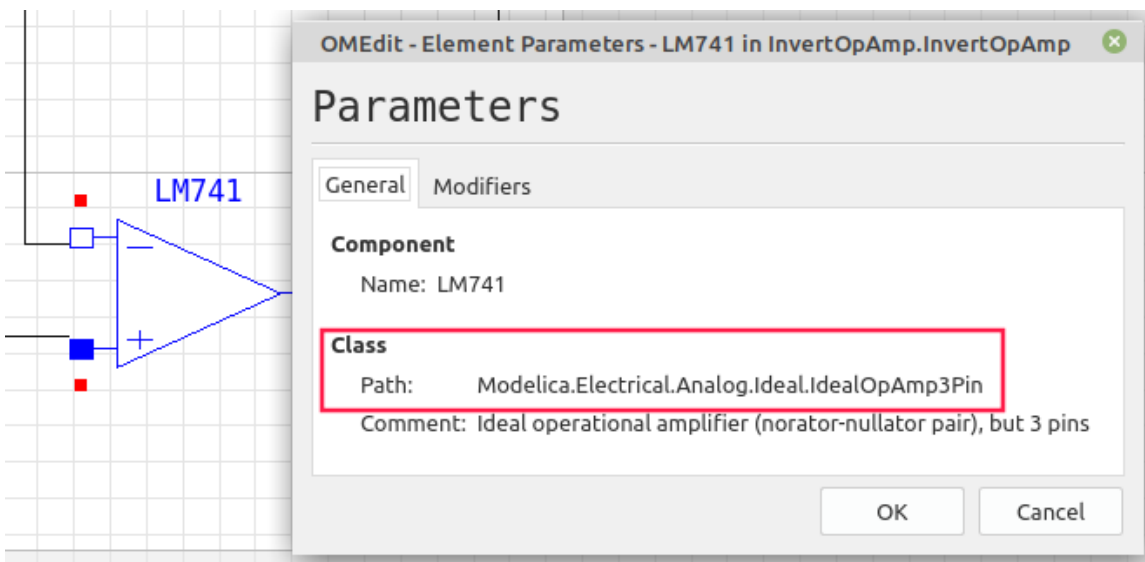 OMEdit - Element Parameters - LM741 in InvertOpAmp.InvertOpAmp
Parameters
General Modifiers
LM741
Component
Name: LM741
Class
Path: Modelica.Electrical.Analog.Ideal.IdealOpAmp3Pin
Comment: Ideal operational amplifier (norator-nullator pair), but 3 pins
OK Cancel